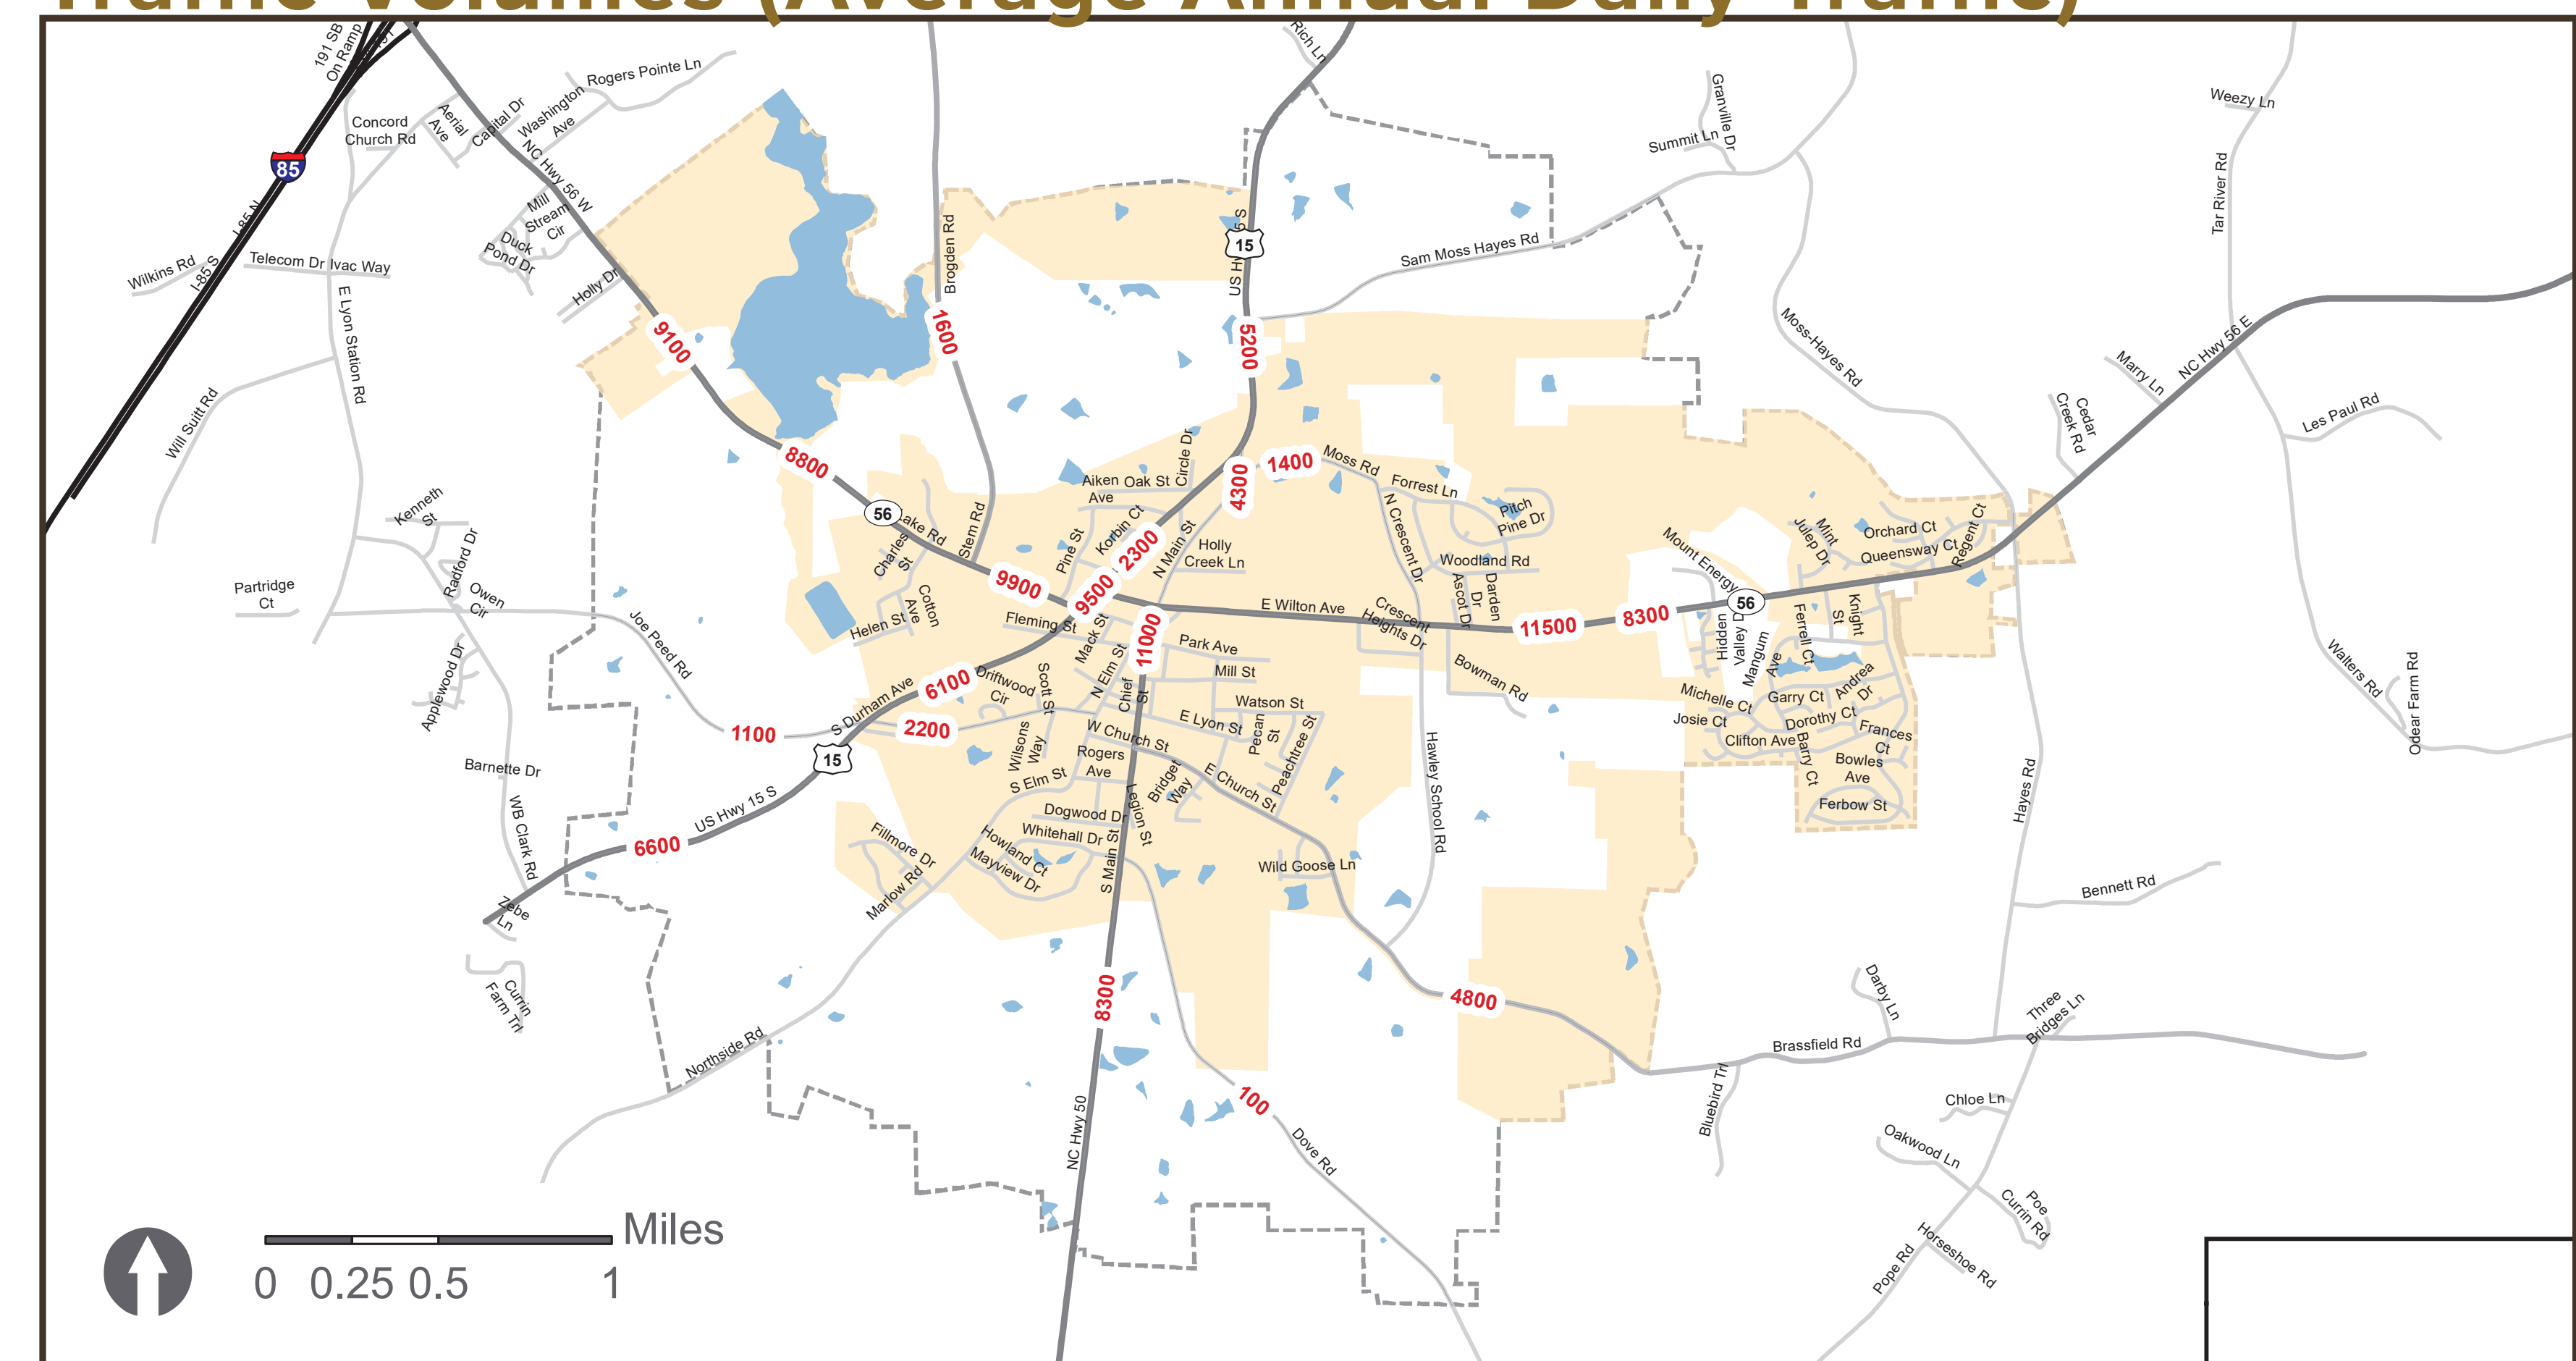 Traffic Volumes (Average Annual Daily Traffic)
191 SB
On Ramp
Rich Ln
Rogers Pointe Ln
Washington
Ave
Capital Dr
Aerial
Ave
Concord
Church Rd
Granville Dr
Summit Ln
Weezy Ln
85
NC Hwy 56 W
Tar River Rd
Mill
Stream
Cir
Duck
Pond Dr
Holly Dr
I-85 N
I-85 S
Wilkins Rd
Telecom Dr
Ivac Way
Brogden Rd
15
Sam Moss Hayes Rd
E Lyon Station Rd
9100
1600
5200
Moss-Hayes Rd
NC Hwy 56 E
Marry Ln
Will Suitt Rd
Cedar
Creek Rd
Les Paul Rd
8800
Circle Dr
4300
1400
Moss Rd
Aiken
Ave
Oak St
Forrest Ln
Kenneth
St
56
Lake Rd
Stem Rd
Korbin Ct
Pine St
2300
N Main St
N Crescent Dr
Pitch
Pine Dr
Mint
Julep Dr
Orchard Ct
Queensway Ct
Regent Ct
Charles
St
Holly
Creek Ln
Woodland Rd
Mount Energy
Radford Dr
Owen
Cir
Partridge
Ct
9900
9500
Cotton
Ave
Helen St
Fleming St
Mack St
11000
E Wilton Ave
Crescent
Heights Dr
Ascot Dr
Darden
Dr
11500
8300
56
Hidden
Valley D
Mangum
Ave
Ferrell Ct
Knight
St
Joe Peed Rd
Park Ave
Mill St
Bowman Rd
Applewood Dr
6100
Driftwood
Cir
Scott St
N Elm St
Chief
St
Watson St
Michelle Ct
Garry Ct
Andrea
Dr
Walters Rd
Odear Farm Rd
S Durham Ave
1100
2200
Josie Ct
Dorothy Ct
Frances
Ct
Clifton Ave
Barry Ct
Bowles
Ave
Ferbow St
15
W Church St
E Lyon St
Pecan
St
Peachtree St
Wilsons
Way
Rogers
Ave
S Elm St
Bridget
Way
E Church St
Hawley School Rd
Hayes Rd
Barnette Dr
WB Clark Rd
US Hwy 15 S
6600
Dogwood Dr
Legion St
Whitehall Dr
Howland Ct
Mayview Dr
Fillmore Dr
Marlow Rd
S Main St
Wild Goose Ln
Bennett Rd
Zebe
Ln
Currin
Farm Trl
8300
4800
Darby Ln
Three
Bridges Ln
Brassfield Rd
Northside Rd
100
Dove Rd
NC Hwy 50
Bluebird Trl
Chloe Ln
Oakwood Ln
Poe
Currin Rd
Horseshoe Rd
Pope Rd
Miles
0 0.25 0.5 1